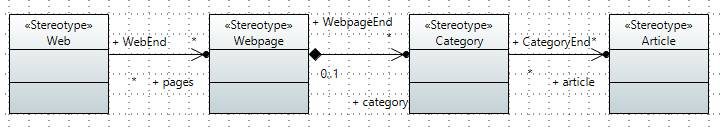 «Stereotype»
Web
+ WebEnd
*
*
+ pages
«Stereotype»
Webpage
+ WebpageEnd
*
0..1
+ category
«Stereotype»
Category
+ CategoryEnd
*
*
+ article
«Stereotype»
Article